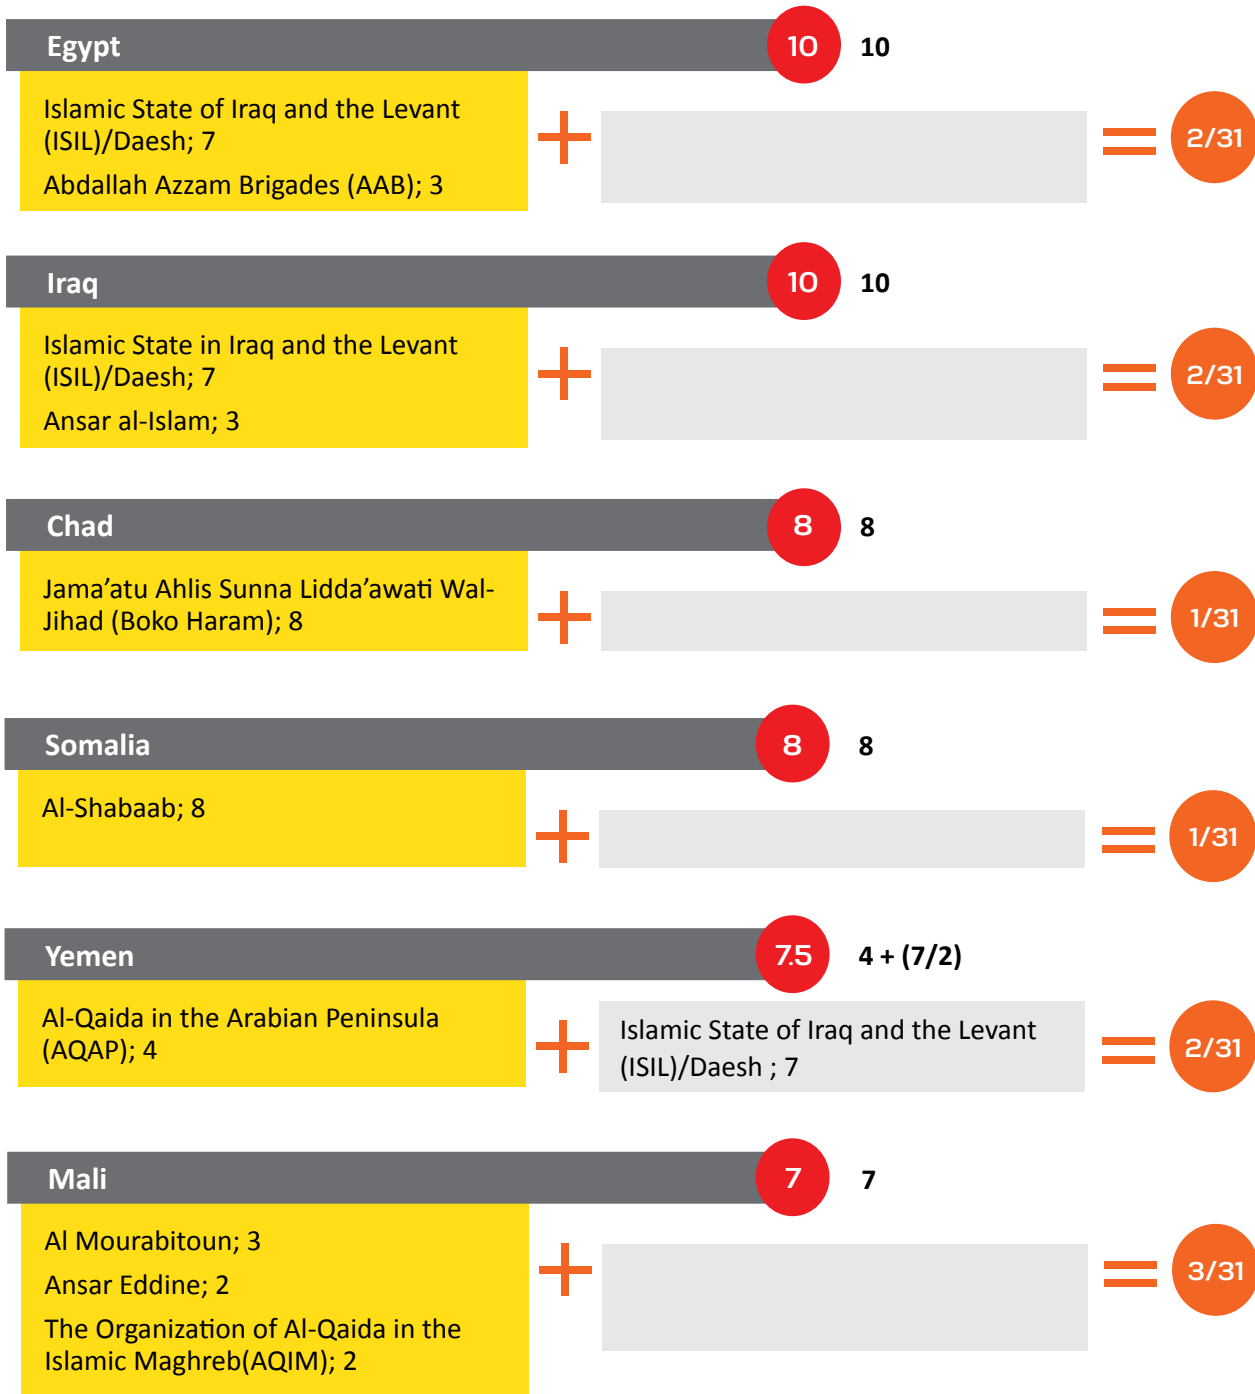 Egypt 10 10
Islamic State of Iraq and the Levant
(ISIL)/Daesh; 7
Abdallah Azzam Brigades (AAB); 3
+ = 2/31
Iraq 10 10
Islamic State in Iraq and the Levant
(ISIL)/Daesh; 7
Ansar al-Islam; 3
+ = 2/31
Chad 8 8
Jama’atu Ahlis Sunna Lidda’awati Wal-
Jihad (Boko Haram); 8
+ = 1/31
Somalia 8 8
Al-Shabaab; 8
+ = 1/31
Yemen 7.5 4 + (7/2)
Al-Qaida in the Arabian Peninsula
(AQAP); 4
+
Islamic State of Iraq and the Levant
(ISIL)/Daesh ; 7
= 2/31
Mali 7 7
Al Mourabitoun; 3
Ansar Eddine; 2
The Organization of Al-Qaida in the
Islamic Maghreb(AQIM); 2
+ = 3/31